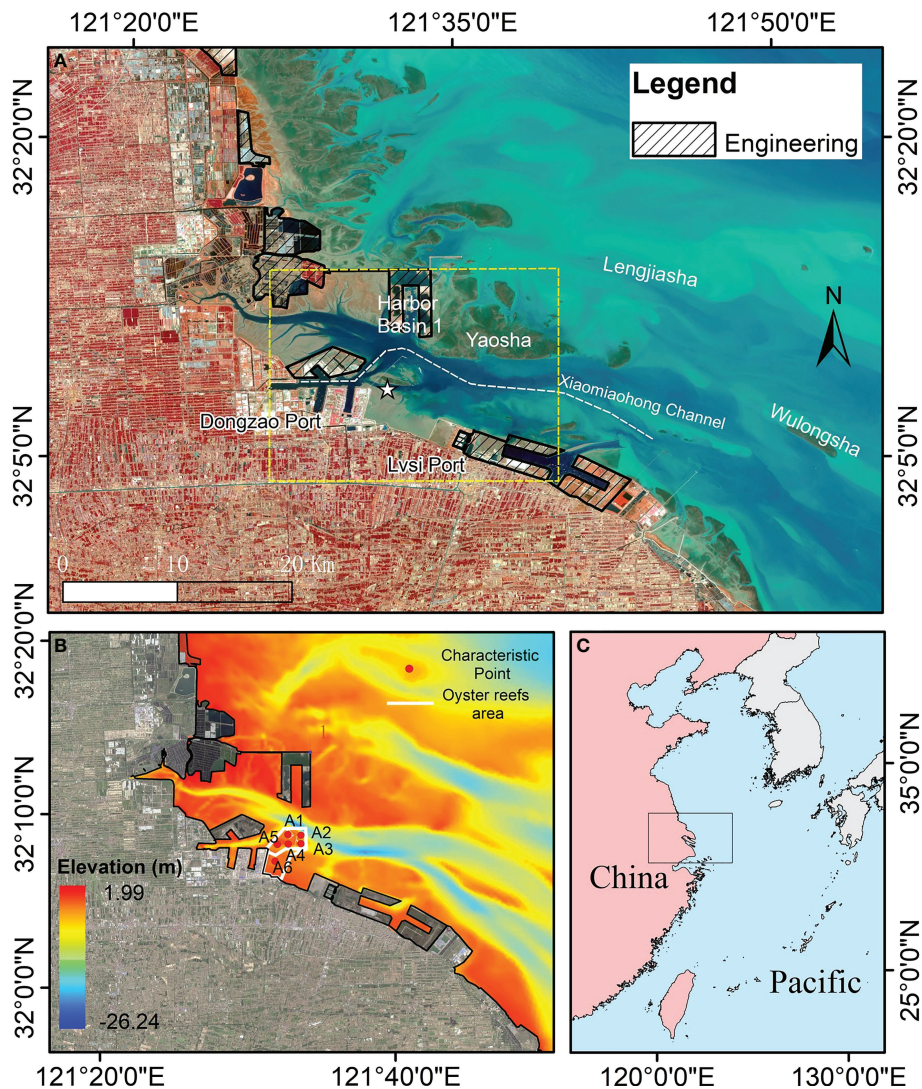 121°20'0"E 121°35'0"E 121°50'0"E
A
Legend
Engineering
32°20'0"N
32°20'0"N
Lengjiasha
N
Harbor
Basin 1
Yaosha
Xiaomiaohong Channel
Wulongsha
Dongzao Port
Lvsi Port
32°5'0"N
32°5'0"N
0 10 20 Km
B
Characteristic
Point
Oyster reefs
area
32°20'0"N
32°10'0"N
32°0'0"N
A1
A2
A5
A3
A4
A6
Elevation (m)
1.99
-26.24
121°20'0"E 121°40'0"E
C
China
Pacific
35°0'0"N
25°0'0"N
120°0'0"E 130°0'0"E